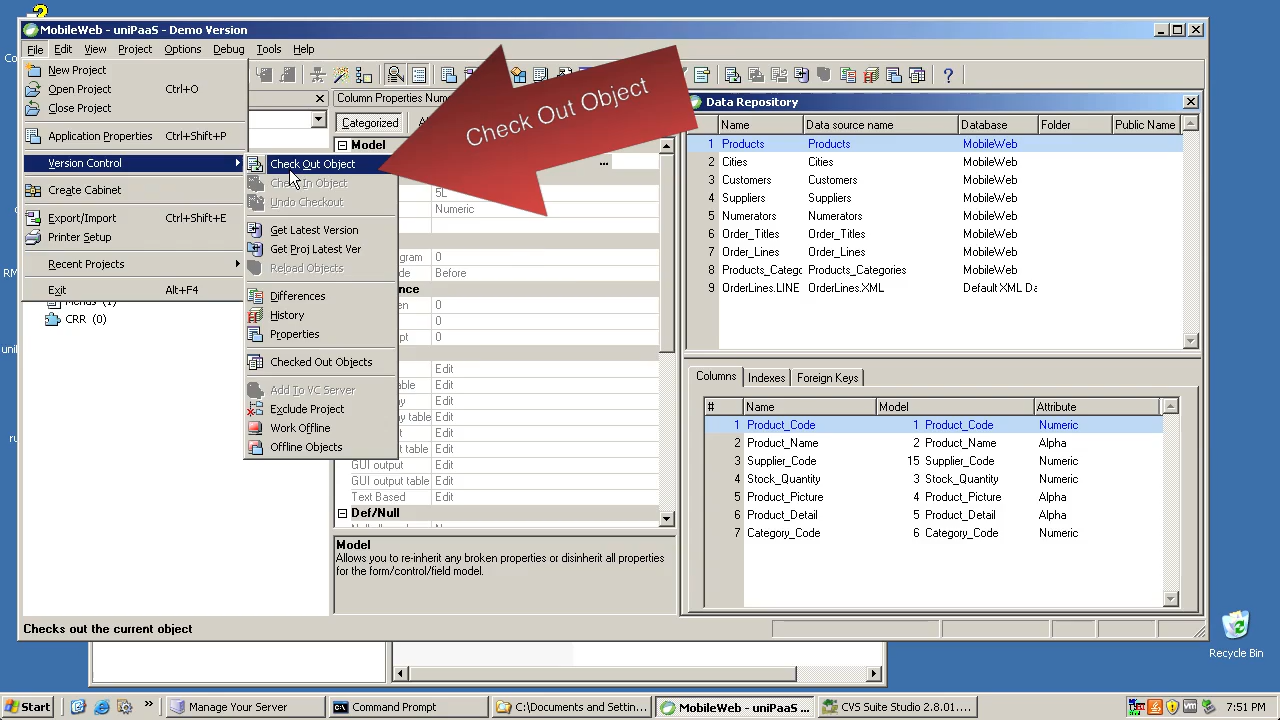 MobileWeb - uniPaaS - Demo Version
File Edit View Project Options Debug Tools Help
New Project
Open Project Ctrl+O
Close Project
Application Properties Ctrl+Shift+P
Version Control
Create Cabinet
Export/Import Ctrl+Shift+E
Printer Setup
Recent Projects
Exit Alt+F4
CRR (0)
Check Out Object
Check In Object
Undo Checkout
Get Latest Version
Get Proj Latest Ver
Reload Objects
Differences
History
Properties
Checked Out Objects
Add To VC Server
Exclude Project
Work Offline
Offline Objects
Check Out Object
Categorized
Model
5L
Numeric
0
Before
0
0
0
Edit
Edit
Edit
Edit
Edit
Edit
GUI output Edit
GUI output table Edit
Text Based Edit
Def/Null
Model
Allows you to re-inherit any broken properties or disinherit all properties
for the form/control/field model.
Data Repository
Name Data source name Database Folder Public Name
1 Products Products MobileWeb
2 Cities Cities MobileWeb
3 Customers Customers MobileWeb
4 Suppliers Suppliers MobileWeb
5 Numerators Numerators MobileWeb
6 Order_Titles Order_Titles MobileWeb
7 Order_Lines Order_Lines MobileWeb
8 Products_Categc Products_Categories MobileWeb
9 OrderLines.LINE OrderLines.XML Default XML Da
Columns Indexes Foreign Keys
# Name Model Attribute
1 Product_Code 1 Product_Code Numeric
2 Product_Name 2 Product_Name Alpha
3 Supplier_Code 15 Supplier_Code Numeric
4 Stock_Quantity 3 Stock_Quantity Numeric
5 Product_Picture 4 Product_Picture Alpha
6 Product_Detail 5 Product_Detail Alpha
7 Category_Code 6 Category_Code Numeric
Checks out the current object
Recycle Bin
Start Manage Your Server Command Prompt C:\Documents and Settin... MobileWeb - uniPaaS ... CVS Suite Studio 2.8.01.... 7:51 PM